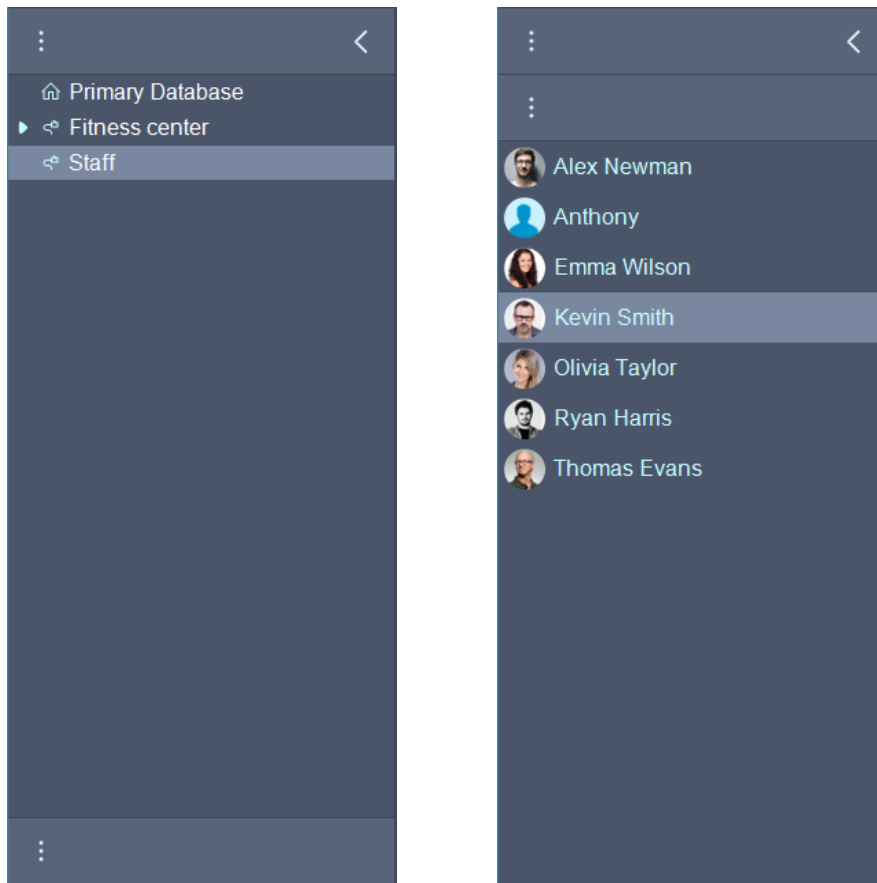 Primary Database
Fitness center
Staff
Alex Newman
Anthony
Emma Wilson
Kevin Smith
Olivia Taylor
Ryan Harris
Thomas Evans